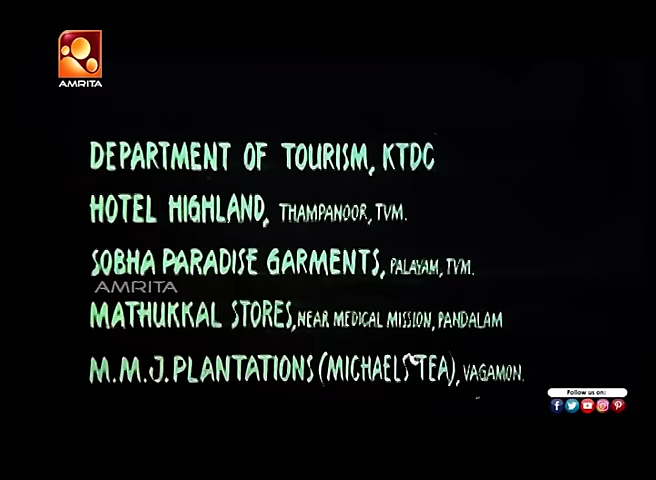 AMRITA
DEPARTMENT OF TOURISM, KTDC
HOTEL HIGHLAND, THAMPANOOR, TVM.
SOBHA PARADISE GARMENTS, PALAYAM, TVM.
AMRITA
MATHUKKAL STORES, NEAR MEDICAL MISSION, PANDALAM
M.M.J. PLANTATIONS (MICHAELS TEA), VAGAMON.
Follow us on: